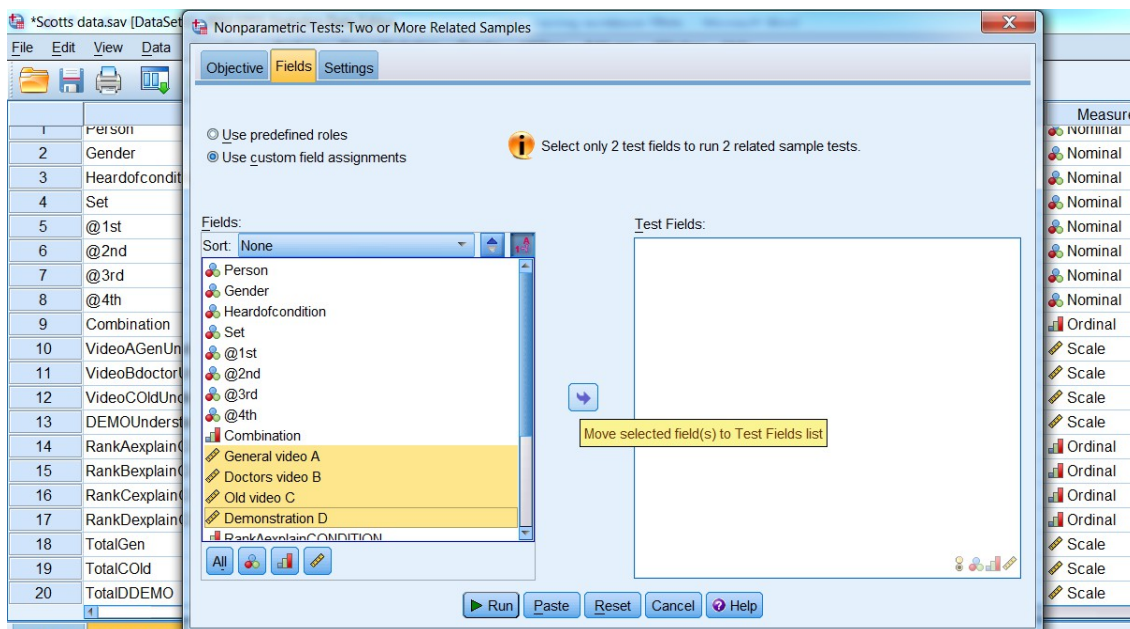 *Scotts data.sav [DataSet
Nonparametric Tests: Two or More Related Samples
File Edit View Data
Objective Fields Settings
Use predefined roles
Use custom field assignments
Select only 2 test fields to run 2 related sample tests.
Fields:
Sort: None
Person
Gender
Heardofcondition
Set
@1st
@2nd
@3rd
@4th
Combination
General video A
Doctors video B
Old video C
Demonstration D
RankAexplainCONDITION
All
Test Fields:
Move selected field(s) to Test Fields list
Run Paste Reset Cancel Help
Measure
1 Person Nominal
2 Gender Nominal
3 Heardofcondit Nominal
4 Set Nominal
5 @1st Nominal
6 @2nd Nominal
7 @3rd Nominal
8 @4th Nominal
9 Combination Ordinal
10 VideoAGenUn Scale
11 VideoBdoctor Scale
12 VideoCOldUnd Scale
13 DEMOUnderst Scale
14 RankAexplain Ordinal
15 RankBexplain Ordinal
16 RankCexplain Ordinal
17 RankDexplain Ordinal
18 TotalGen Scale
19 TotalCOld Scale
20 TotalDDEMO Scale